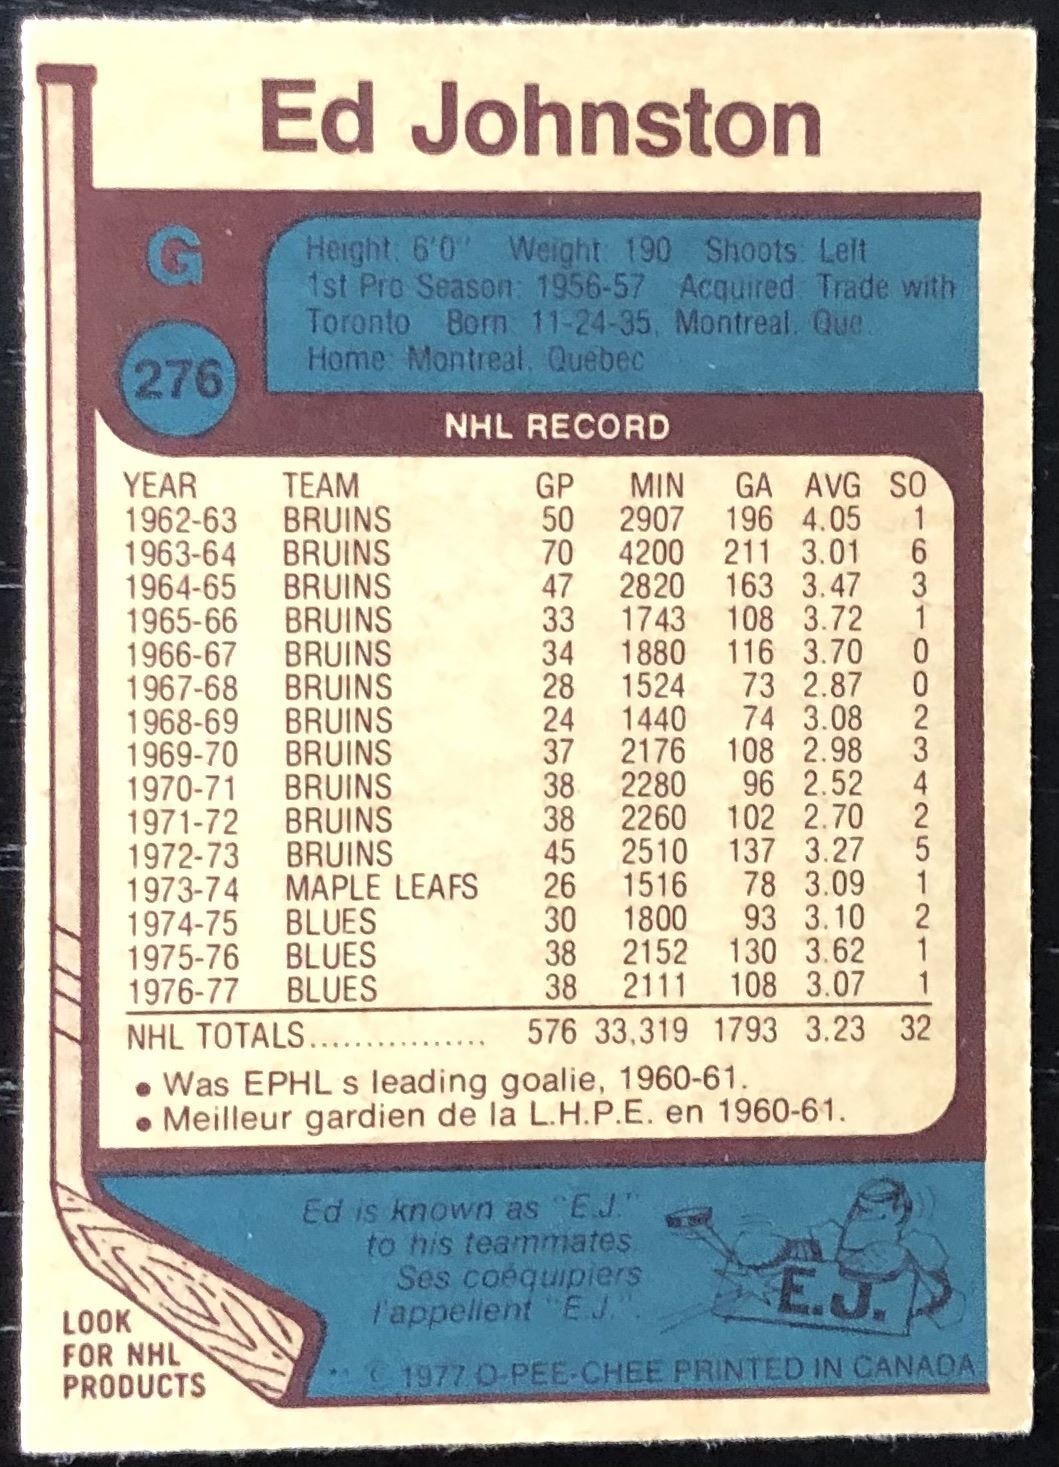 Ed Johnston
G
276
Height: 6'0" Weight: 190 Shoots: Left
1st Pro Season: 1956-57 Acquired: Trade with
Toronto Born: 11-24-35, Montreal, Que.
Home: Montreal, Quebec
NHL RECORD
YEAR TEAM GP MIN GA AVG SO
1962-63 BRUINS 50 2907 196 4.05 1
1963-64 BRUINS 70 4200 211 3.01 6
1964-65 BRUINS 47 2820 163 3.47 3
1965-66 BRUINS 33 1743 108 3.72 1
1966-67 BRUINS 34 1880 116 3.70 0
1967-68 BRUINS 28 1524 73 2.87 0
1968-69 BRUINS 24 1440 74 3.08 2
1969-70 BRUINS 37 2176 108 2.98 3
1970-71 BRUINS 38 2280 96 2.52 4
1971-72 BRUINS 38 2260 102 2.70 2
1972-73 BRUINS 45 2510 137 3.27 5
1973-74 MAPLE LEAFS 26 1516 78 3.09 1
1974-75 BLUES 30 1800 93 3.10 2
1975-76 BLUES 38 2152 130 3.62 1
1976-77 BLUES 38 2111 108 3.07 1
NHL TOTALS................ 576 33,319 1793 3.23 32
• Was EPHL s leading goalie, 1960-61.
• Meilleur gardien de la L.H.P.E. en 1960-61.
Ed is known as "E.J."
to his teammates.
Ses coéquipiers
l'appellent "E.J.".
E.J.
LOOK
FOR NHL
PRODUCTS
** © 1977 O-PEE-CHEE PRINTED IN CANADA